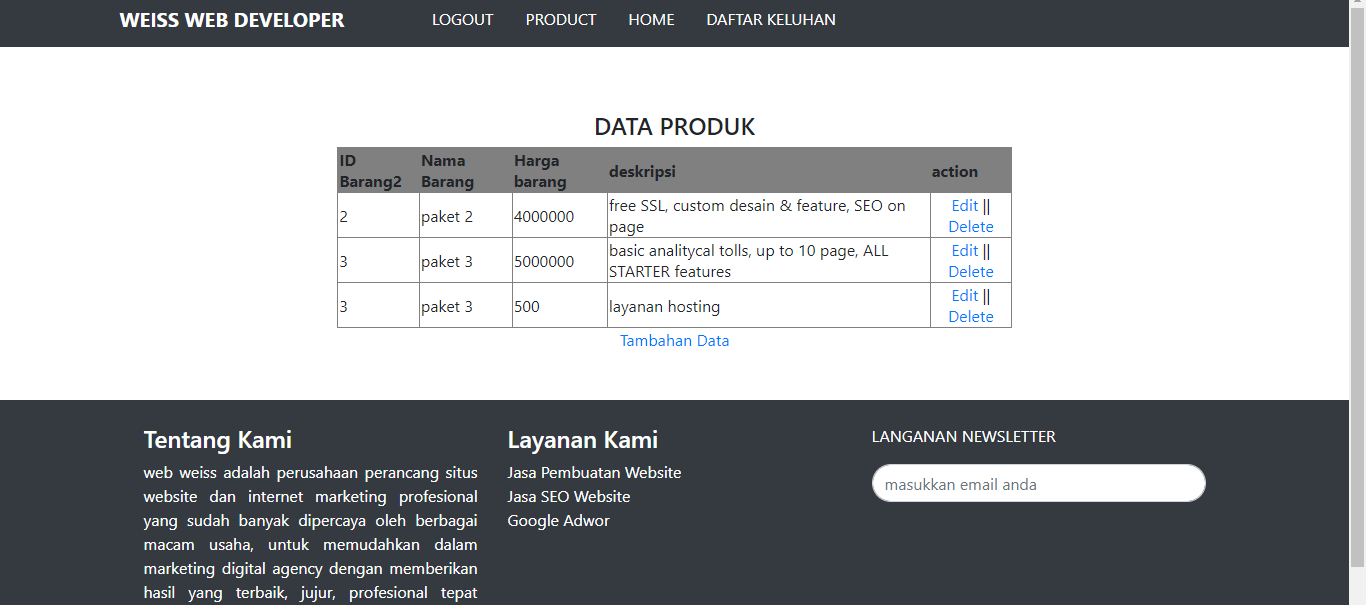 WEISS WEB DEVELOPER LOGOUT PRODUCT HOME DAFTAR KELUHAN
DATA PRODUK
ID Barang2 Nama Barang Harga barang deskripsi action
2 paket 2 4000000 free SSL, custom desain & feature, SEO on page Edit || Delete
3 paket 3 5000000 basic analitycal tolls, up to 10 page, ALL STARTER features Edit || Delete
3 paket 3 500 layanan hosting Edit || Delete
Tambahan Data
Tentang Kami
web weiss adalah perusahaan perancang situs
website dan internet marketing profesional
yang sudah banyak dipercaya oleh berbagai
macam usaha, untuk memudahkan dalam
marketing digital agency dengan memberikan
hasil yang terbaik, jujur, profesional tepat
Layanan Kami
Jasa Pembuatan Website
Jasa SEO Website
Google Adwor
LANGANAN NEWSLETTER
masukkan email anda